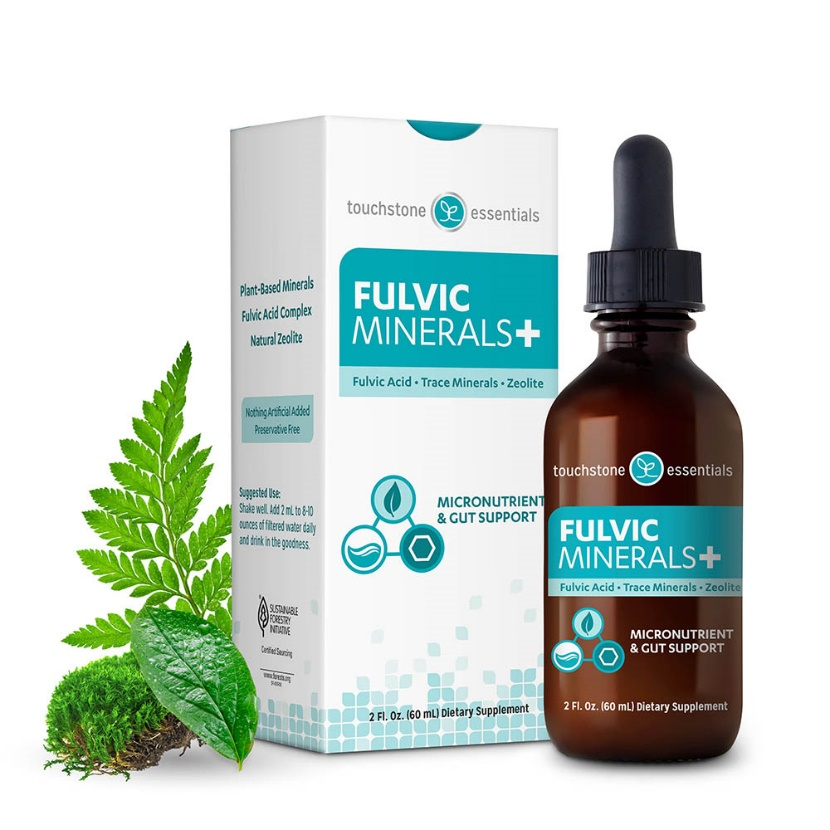 touchstone essentials
FULVIC
MINERALS+
Fulvic Acid • Trace Minerals • Zeolite
MICRONUTRIENT
& GUT SUPPORT
2 Fl. Oz. (60 mL) Dietary Supplement
Plant-Based Minerals
Fulvic Acid Complex
Natural Zeolite
Nothing Artificial Added
Preservative Free
Suggested Use:
Shake well. Add 2 mL to 8-10
ounces of filtered water daily
and drink in the goodness.
SUSTAINABLE
FORESTRY
INITIATIVE
Certified Sourcing
www.forests.org
touchstone essentials
FULVIC
MINERALS+
Fulvic Acid • Trace Minerals • Zeolite
MICRONUTRIENT
& GUT SUPPORT
2 Fl. Oz. (60 mL) Dietary Supplement